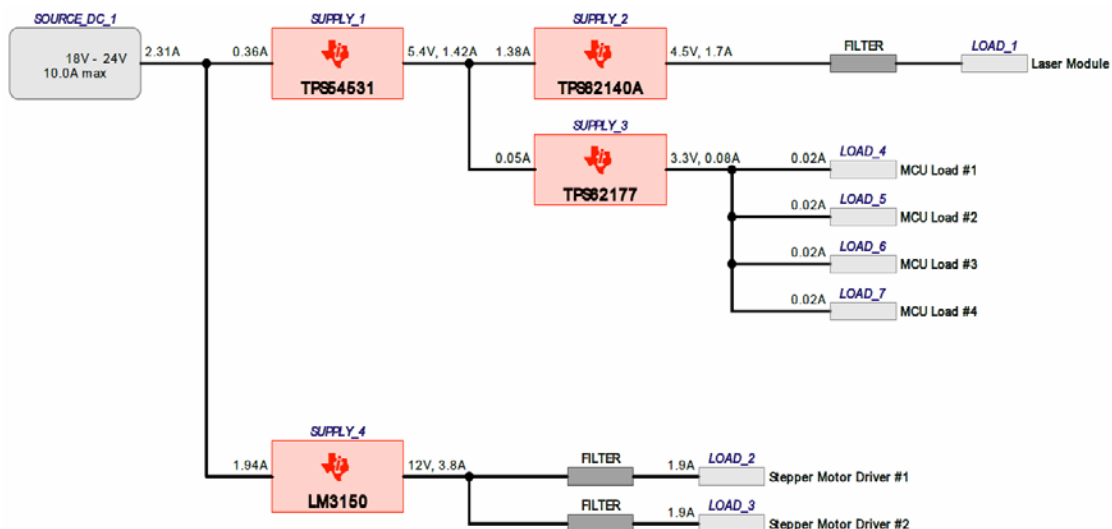 SOURCE_DC_1
18V - 24V
10.0A max
2.31A
0.36A
SUPPLY_1
TPS54531
5.4V, 1.42A
1.38A
SUPPLY_2
TPS62140A
4.5V, 1.7A
FILTER
LOAD_1
Laser Module
0.05A
SUPPLY_3
TPS62177
3.3V, 0.08A
0.02A
LOAD_4
MCU Load #1
0.02A
LOAD_5
MCU Load #2
0.02A
LOAD_6
MCU Load #3
0.02A
LOAD_7
MCU Load #4
1.94A
SUPPLY_4
LM3150
12V, 3.8A
FILTER
1.9A
LOAD_2
Stepper Motor Driver #1
FILTER
1.9A
LOAD_3
Stepper Motor Driver #2